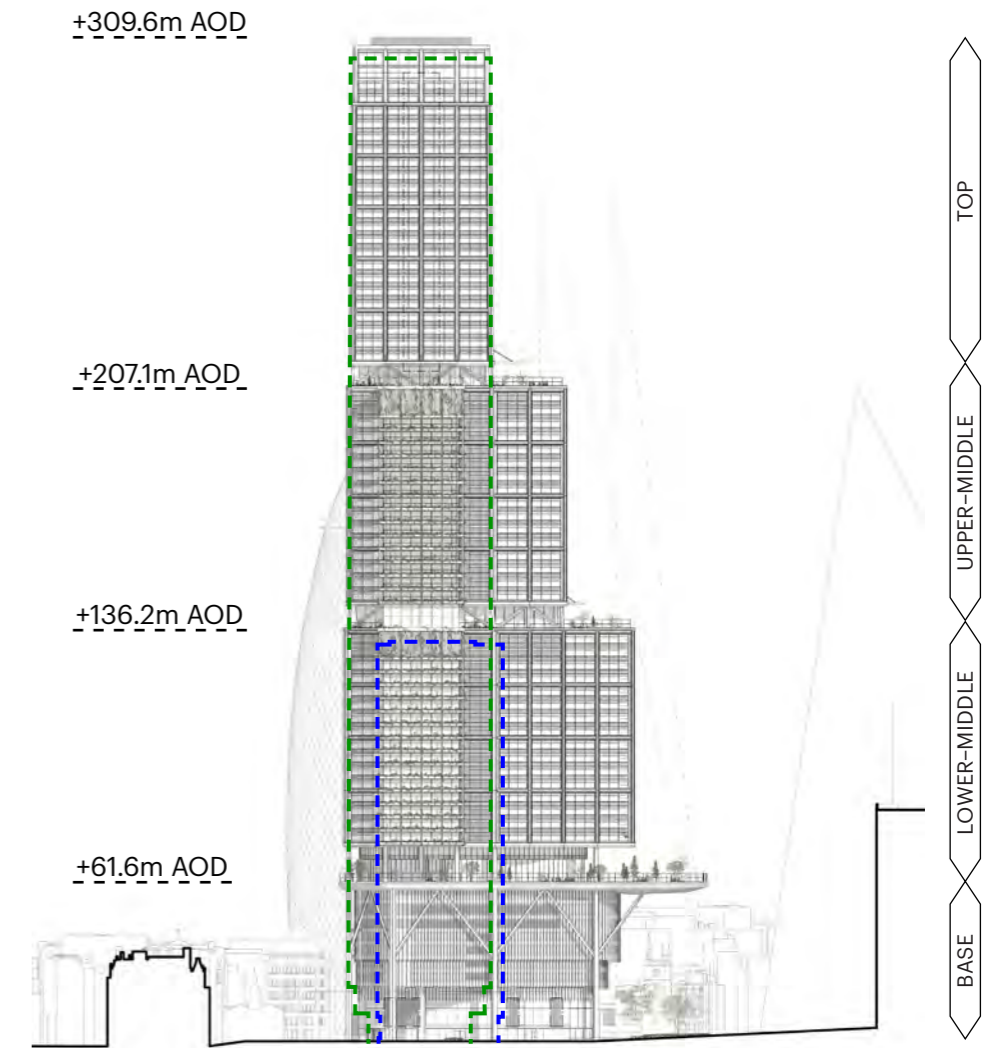 +309.6m AOD
TOP
+207.1m AOD
UPPER-MIDDLE
+136.2m AOD
LOWER-MIDDLE
+61.6m AOD
BASE